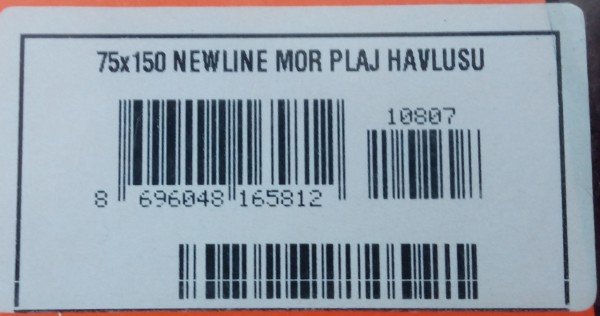 75x150 NEWLINE MOR PLAJ HAVLUSU
10807
8 696048 165812